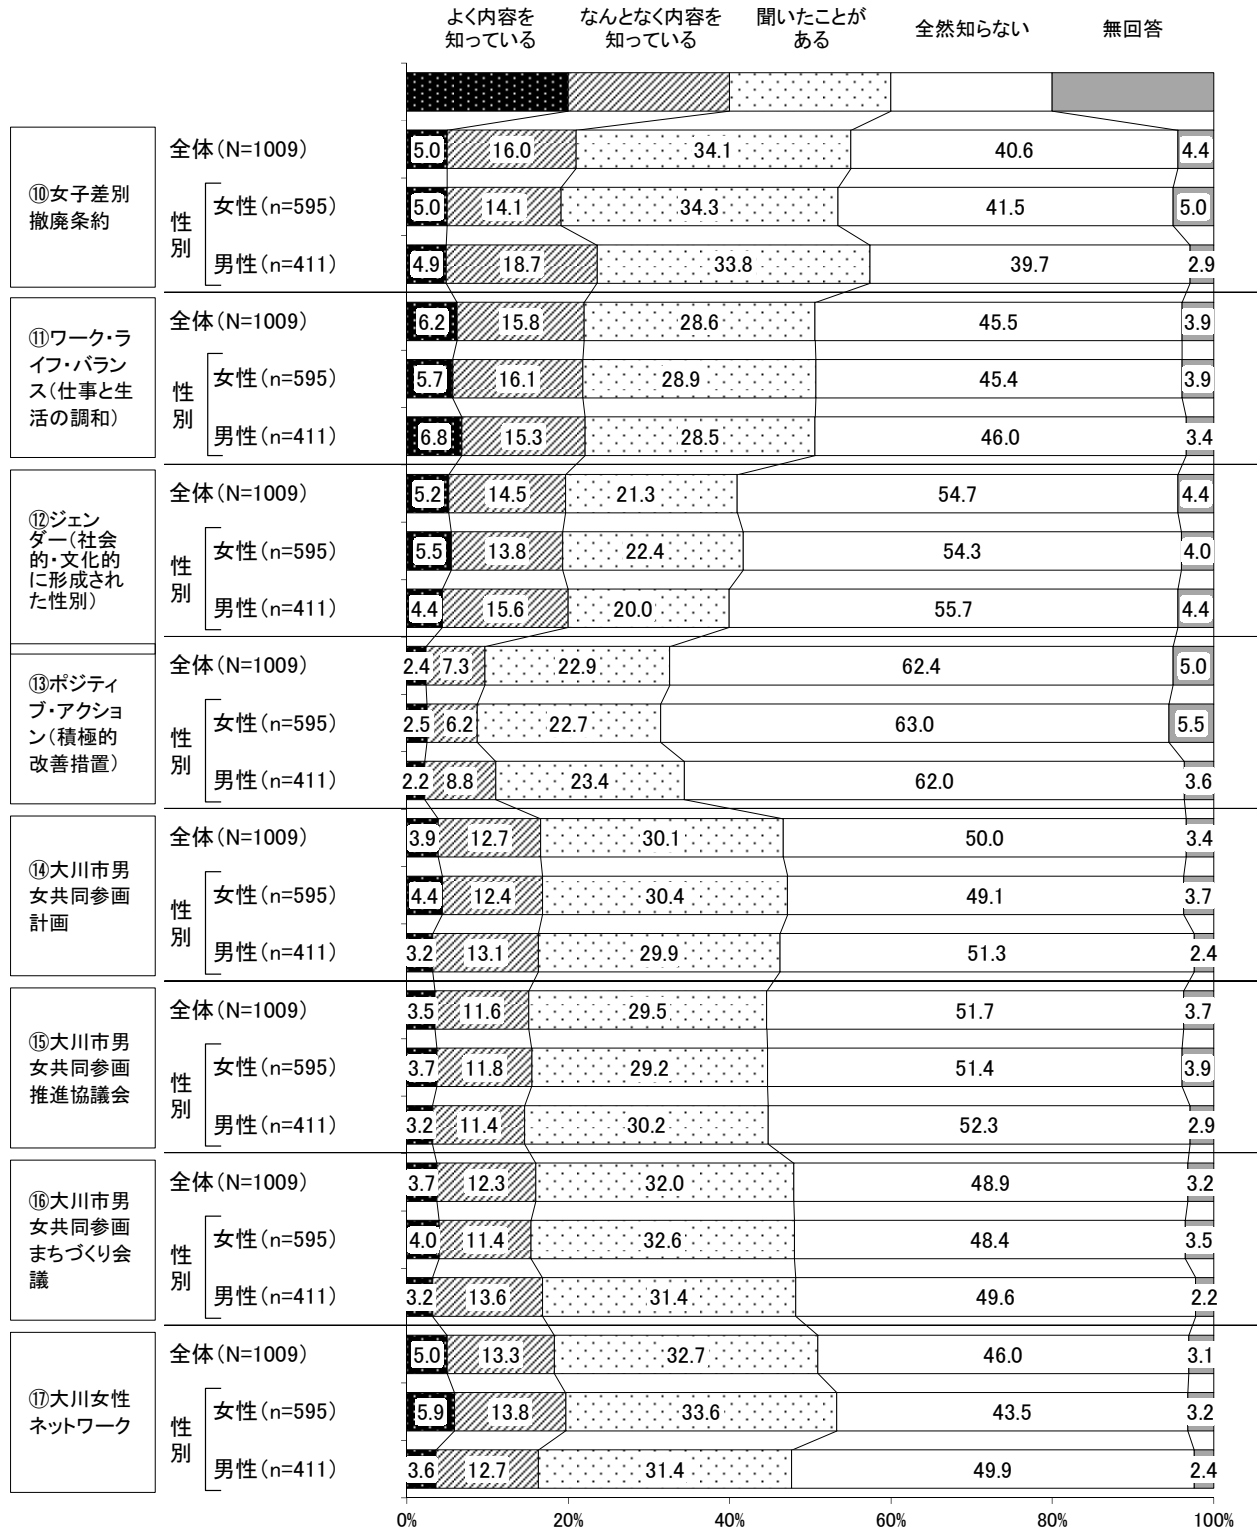 よく内容を
知っている
なんとなく内容を
知っている
聞いたことが
ある
全然知らない
無回答
⑩女子差別
撤廃条約
性
別
全体(N=1009)
5.0 16.0 34.1 40.6 4.4
女性(n=595)
5.0 14.1 34.3 41.5 5.0
男性(n=411)
4.9 18.7 33.8 39.7 2.9
⑪ワーク・ラ
イフ・バラン
ス(仕事と生
活の調和)
性
別
全体(N=1009)
6.2 15.8 28.6 45.5 3.9
女性(n=595)
5.7 16.1 28.9 45.4 3.9
男性(n=411)
6.8 15.3 28.5 46.0 3.4
⑫ジェン
ダー(社会
的・文化的
に形成され
た性別)
性
別
全体(N=1009)
5.2 14.5 21.3 54.7 4.4
女性(n=595)
5.5 13.8 22.4 54.3 4.0
男性(n=411)
4.4 15.6 20.0 55.7 4.4
⑬ポジティ
ブ・アクショ
ン(積極的
改善措置)
性
別
全体(N=1009)
2.4 7.3 22.9 62.4 5.0
女性(n=595)
2.5 6.2 22.7 63.0 5.5
男性(n=411)
2.2 8.8 23.4 62.0 3.6
⑭大川市男
女共同参画
計画
性
別
全体(N=1009)
3.9 12.7 30.1 50.0 3.4
女性(n=595)
4.4 12.4 30.4 49.1 3.7
男性(n=411)
3.2 13.1 29.9 51.3 2.4
⑮大川市男
女共同参画
推進協議会
性
別
全体(N=1009)
3.5 11.6 29.5 51.7 3.7
女性(n=595)
3.7 11.8 29.2 51.4 3.9
男性(n=411)
3.2 11.4 30.2 52.3 2.9
⑯大川市男
女共同参画
まちづくり会
議
性
別
全体(N=1009)
3.7 12.3 32.0 48.9 3.2
女性(n=595)
4.0 11.4 32.6 48.4 3.5
男性(n=411)
3.2 13.6 31.4 49.6 2.2
⑰大川女性
ネットワーク
性
別
全体(N=1009)
5.0 13.3 32.7 46.0 3.1
女性(n=595)
5.9 13.8 33.6 43.5 3.2
男性(n=411)
3.6 12.7 31.4 49.9 2.4
0% 20% 40% 60% 80% 100%